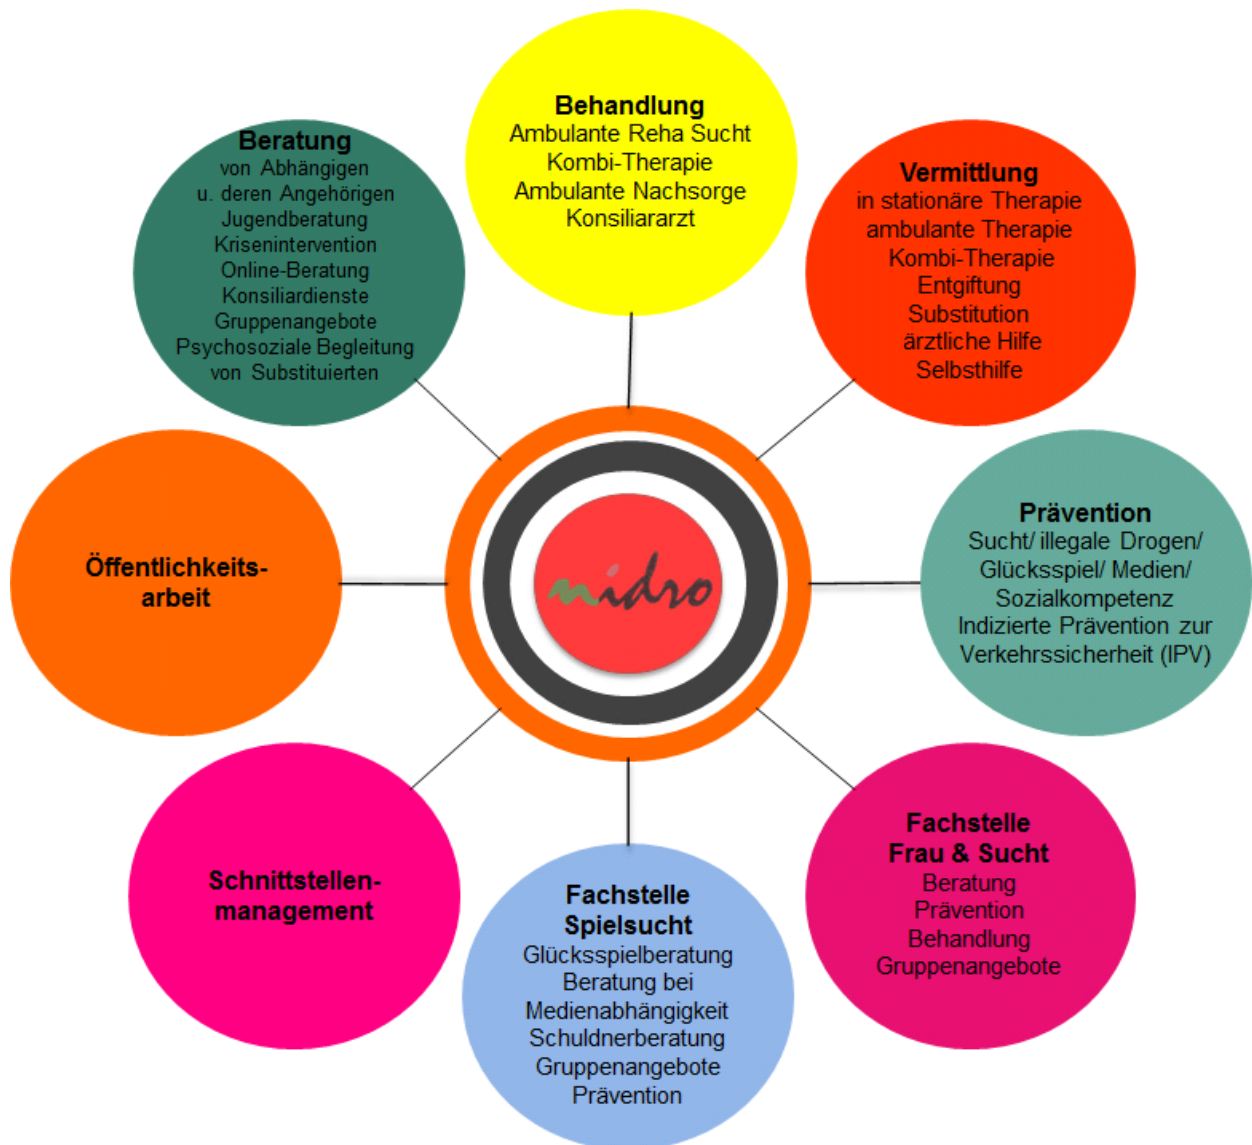 Behandlung
Ambulante Reha Sucht
Kombi-Therapie
Ambulante Nachsorge
Konsiliararzt
Beratung
von Abhängigen
u. deren Angehörigen
Jugendberatung
Krisenintervention
Online-Beratung
Konsiliardienste
Gruppenangebote
Psychosoziale Begleitung
von Substituierten
Vermittlung
in stationäre Therapie
ambulante Therapie
Kombi-Therapie
Entgiftung
Substitution
ärztliche Hilfe
Selbsthilfe
Öffentlichkeits-
arbeit
midro
Prävention
Sucht/ illegale Drogen/
Glücksspiel/ Medien/
Sozialkompetenz
Indizierte Prävention zur
Verkehrssicherheit (IPV)
Schnittstellen-
management
Fachstelle
Spielsucht
Glücksspielberatung
Beratung bei
Medienabhängigkeit
Schuldnerberatung
Gruppenangebote
Prävention
Fachstelle
Frau & Sucht
Beratung
Prävention
Behandlung
Gruppenangebote